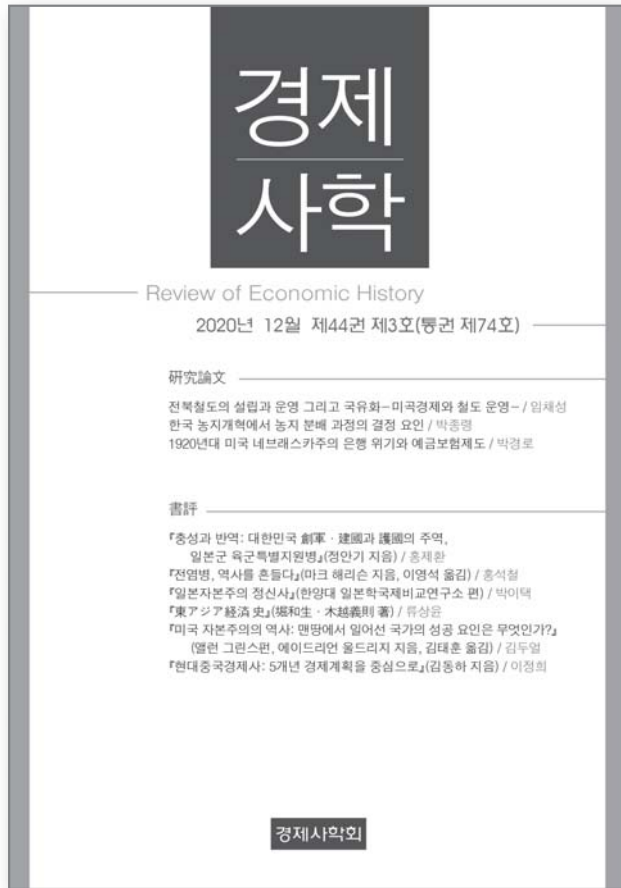 경제
사학
Review of Economic History
2020년 12월 제44권 제3호(통권 제74호)
研究論文
전북철도의 설립과 운영 그리고 국유화－미곡경제와 철도 운영－ / 임채성
한국 농지개혁에서 농지 분배 과정의 결정 요인 / 박종령
1920년대 미국 네브래스카주의 은행 위기와 예금보험제도 / 박경로
書評
『충성과 반역: 대한민국 創軍 · 建國과 護國의 주역,
일본군 육군특별지원병』(정안기 지음) / 홍제환
『전염병, 역사를 흔들다』(마크 해리슨 지음, 이영석 옮김) / 홍석철
『일본자본주의 정신사』(한양대 일본학국제비교연구소 편) / 박이택
『東アジア経済 史』(堀和生 · 木越義則 著) / 류상윤
『미국 자본주의의 역사: 맨땅에서 일어선 국가의 성공 요인은 무엇인가?』
(앨런 그린스펀, 에이드리언 울드리지 지음, 김태훈 옮김) / 김두얼
『현대중국경제사: 5개년 경제계획을 중심으로』(김동하 지음) / 이정희
경제사학회